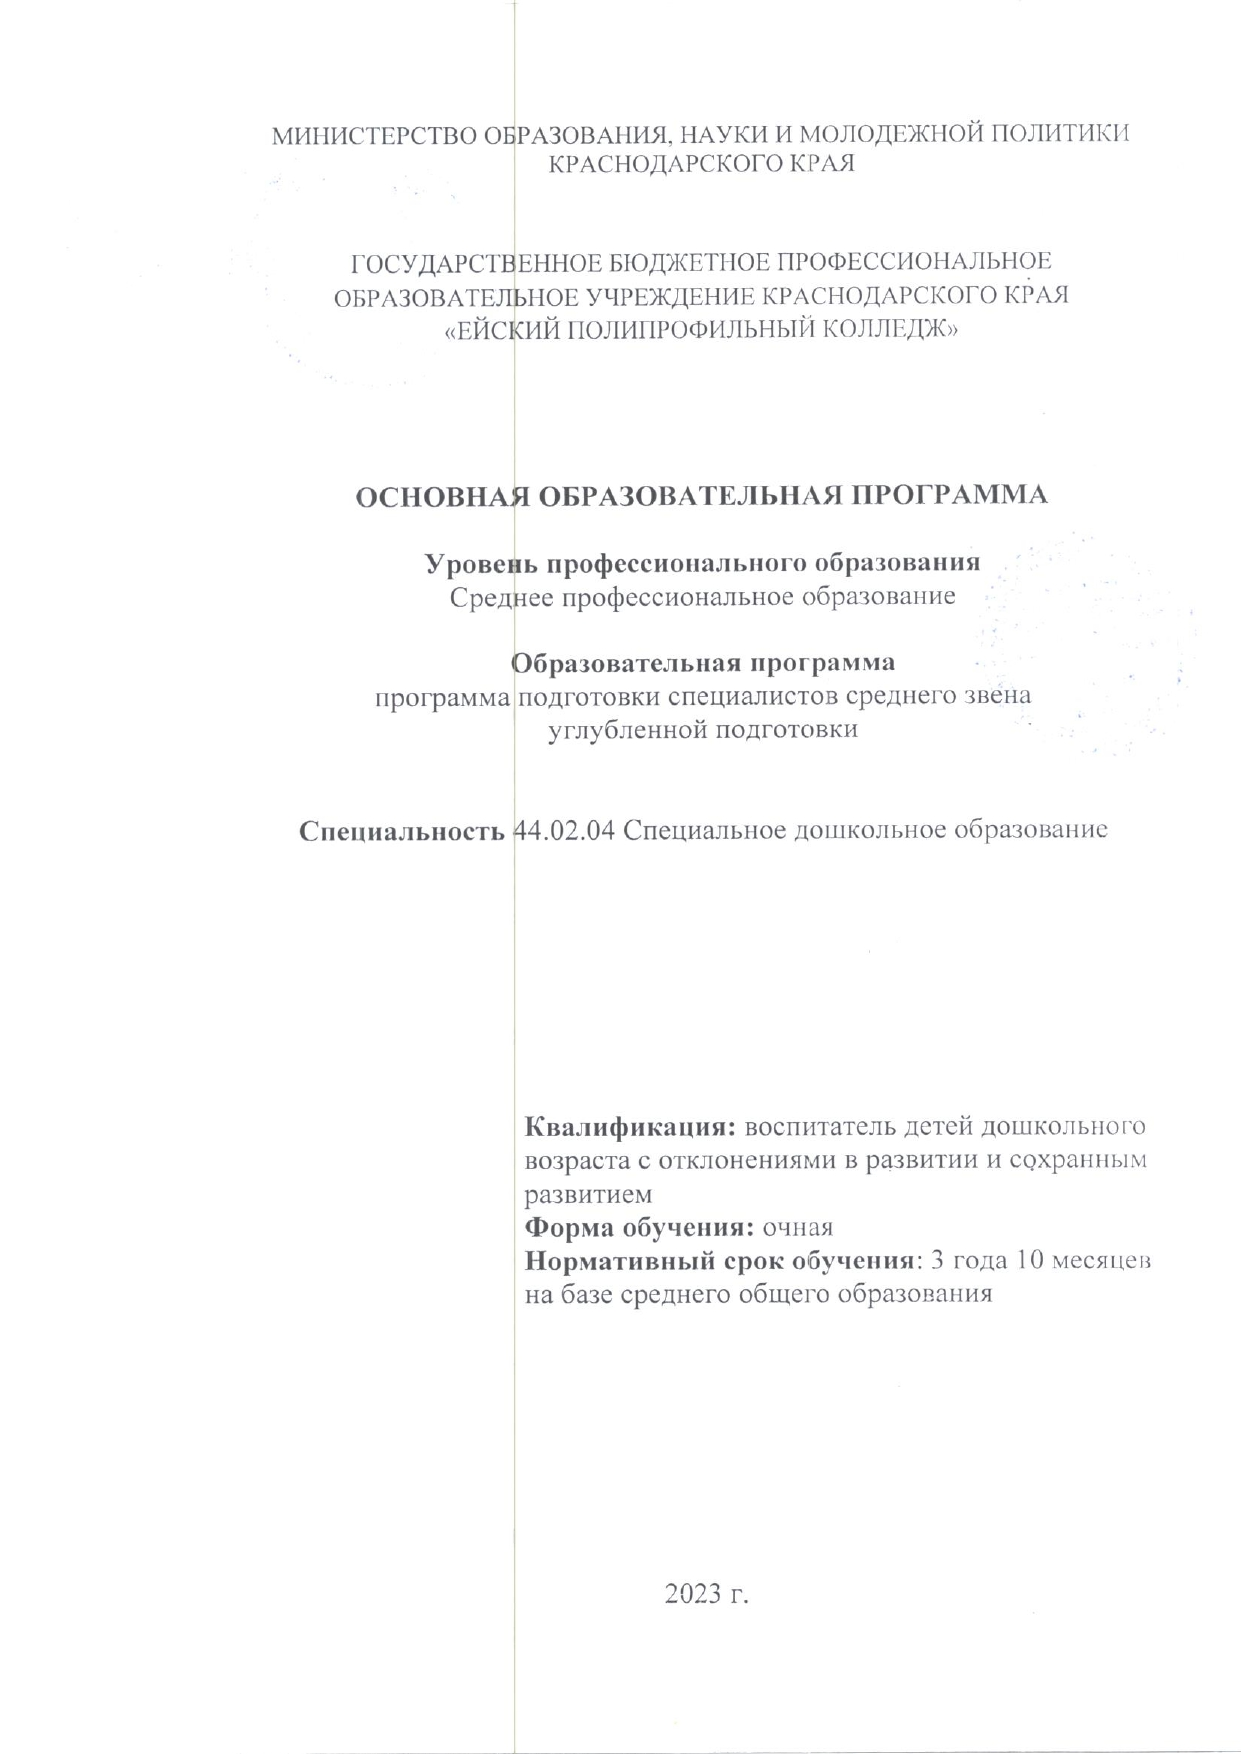 МИНИСТЕРСТВО ОБРАЗОВАНИЯ, НАУКИ И МОЛОДЕЖНОЙ ПОЛИТИКИ
КРАСНОДАРСКОГО КРАЯ
ГОСУДАРСТВЕННОЕ БЮДЖЕТНОЕ ПРОФЕССИОНАЛЬНОЕ
ОБРАЗОВАТЕЛЬНОЕ УЧРЕЖДЕНИЕ КРАСНОДАРСКОГО КРАЯ
«ЕЙСКИЙ ПОЛИПРОФИЛЬНЫЙ КОЛЛЕДЖ»
ОСНОВНАЯ ОБРАЗОВАТЕЛЬНАЯ ПРОГРАММА
Уровень профессионального образования
Среднее профессиональное образование
Образовательная программа
программа подготовки специалистов среднего звена
углубленной подготовки
Специальность 44.02.04 Специальное дошкольное образование
Квалификация: воспитатель детей дошкольного
возраста с отклонениями в развитии и сохранным
развитием
Форма обучения: очная
Нормативный срок обучения: 3 года 10 месяцев
на базе среднего общего образования
2023 г.